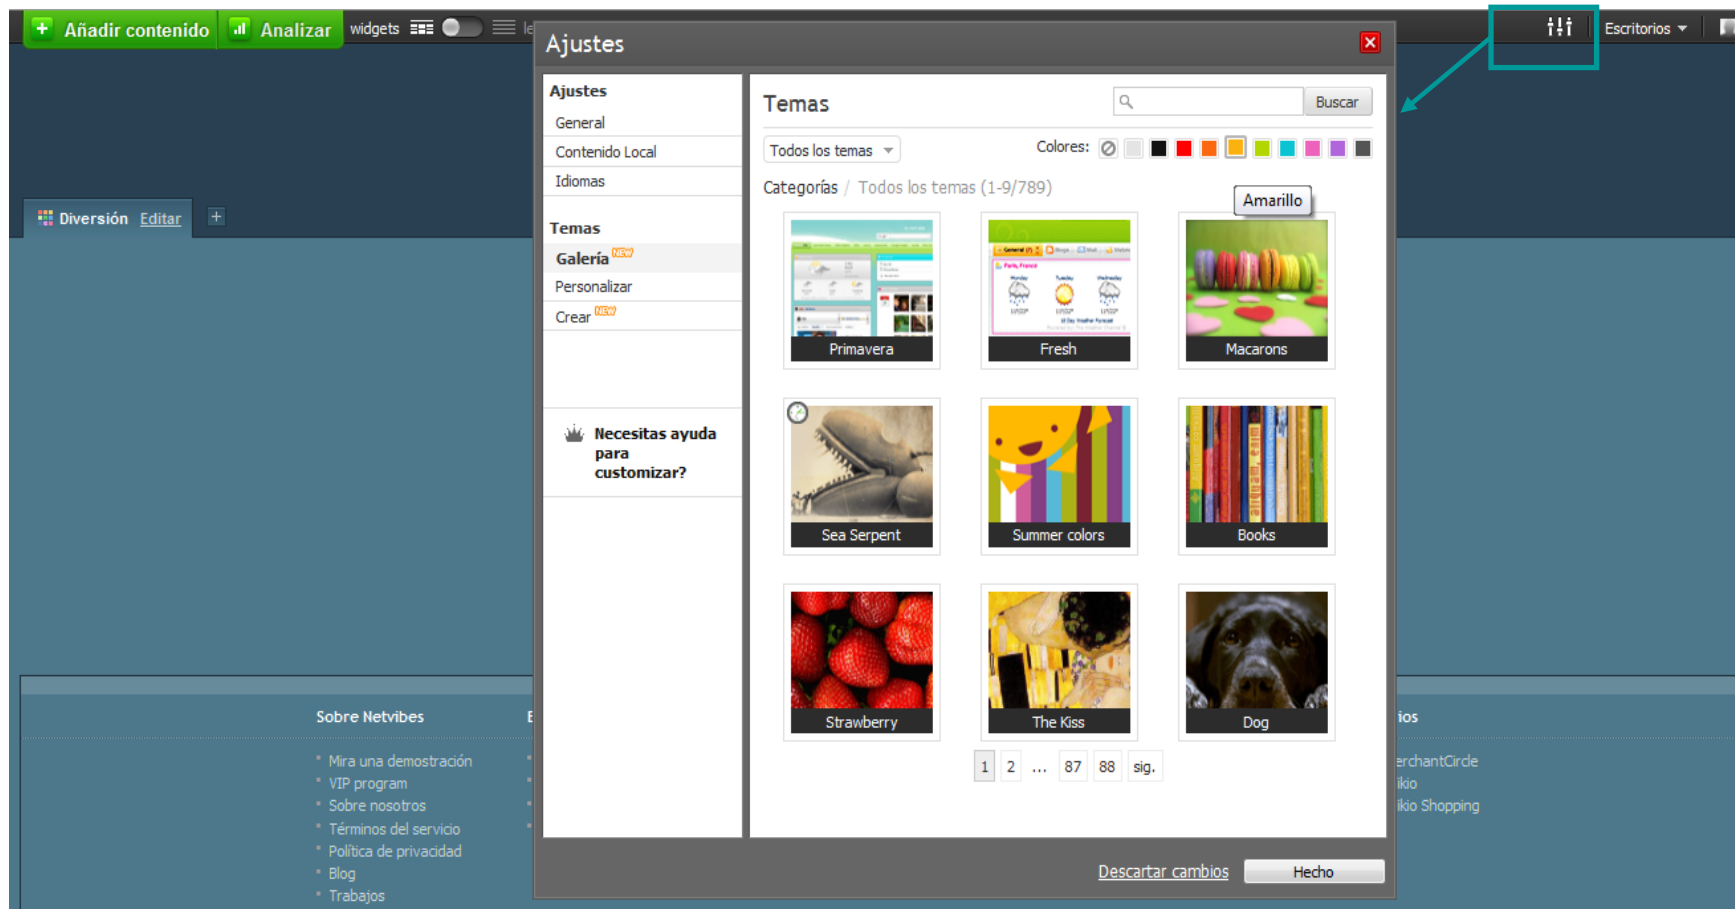 Añadir contenido
Analizar
widgets
Escritorios
Ajustes
Ajustes
General
Contenido Local
Idiomas
Temas
Galería NEW
Personalizar
Crear NEW
Necesitas ayuda
para
customizar?
Temas
Buscar
Todos los temas
Colores:
Categorías / Todos los temas (1-9/789)
Amarillo
Primavera
Fresh
Macarons
Sea Serpent
Summer colors
Books
Strawberry
The Kiss
Dog
1 2 ... 87 88 sig.
Descartar cambios
Hecho
Diversión Editar
Sobre Netvibes
Mira una demostración
VIP program
Sobre nosotros
Términos del servicio
Política de privacidad
Blog
Trabajos
ios
erchantCircle
ikio
ikio Shopping